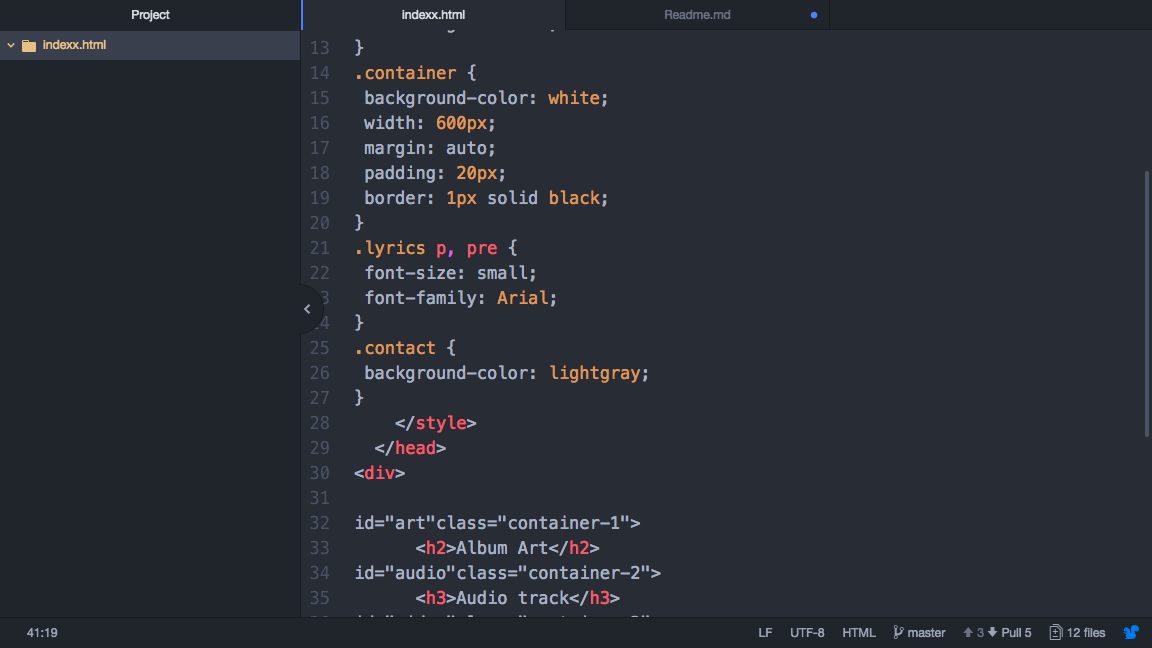 Project
indexx.html
Readme.md
indexx.html
13 }
14 .container {
15 background-color: white;
16 width: 600px;
17 margin: auto;
18 padding: 20px;
19 border: 1px solid black;
20 }
21 .lyrics p, pre {
22 font-size: small;
3 font-family: Arial;
4 }
25 .contact {
26 background-color: lightgray;
27 }
28 </style>
29 </head>
30 <div>
31
32 id="art"class="container-1">
33 <h2>Album Art</h2>
34 id="audio"class="container-2">
35 <h3>Audio track</h3>
41:19
LF UTF-8 HTML master 3 Pull 5 12 files